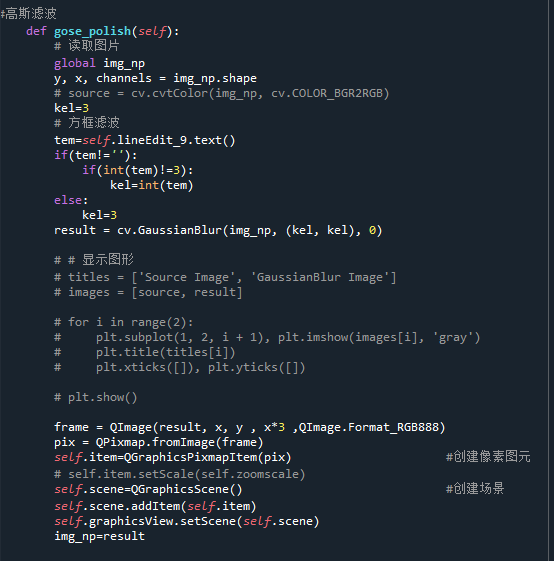 #高斯滤波
def gose_polish(self):
# 读取图片
global img_np
y, x, channels = img_np.shape
# source = cv.cvtColor(img_np, cv.COLOR_BGR2RGB)
kel=3
# 方框滤波
tem=self.lineEdit_9.text()
if(tem!=''):
if(int(tem)!=3):
kel=int(tem)
else:
kel=3
result = cv.GaussianBlur(img_np, (kel, kel), 0)
# # 显示图形
# titles = ['Source Image', 'GaussianBlur Image']
# images = [source, result]
# for i in range(2):
#     plt.subplot(1, 2, i + 1), plt.imshow(images[i], 'gray')
#     plt.title(titles[i])
#     plt.xticks([]), plt.yticks([])
# plt.show()
frame = QImage(result, x, y , x*3 ,QImage.Format_RGB888)
pix = QPixmap.fromImage(frame)
self.item=QGraphicsPixmapItem(pix) #创建像素图元
# self.item.setScale(self.zoomscale)
self.scene=QGraphicsScene() #创建场景
self.scene.addItem(self.item)
self.graphicsView.setScene(self.scene)
img_np=result